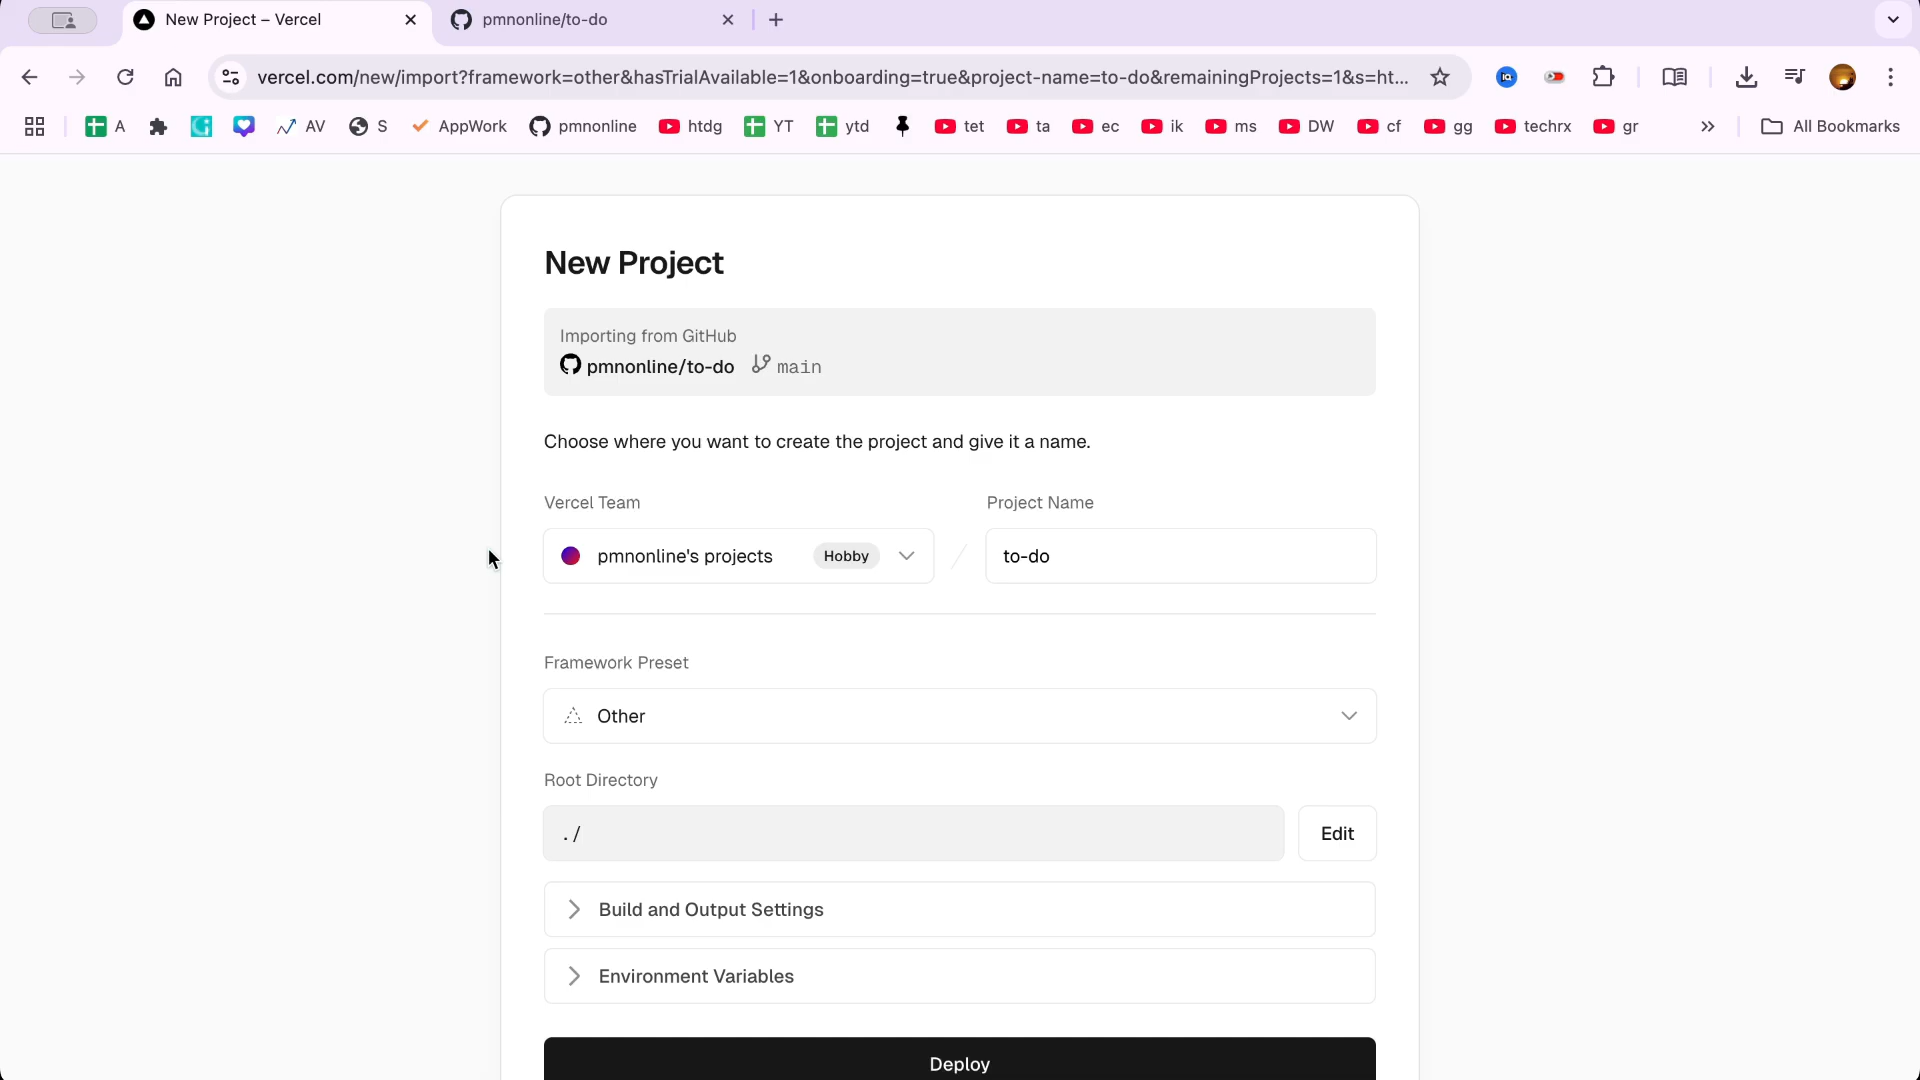 New Project – Vercel
pmnonline/to-do
vercel.com/new/import?framework=other&hasTrialAvailable=1&onboarding=true&project-name=to-do&remainingProjects=1&s=ht...
A
AV
S
AppWork
pmnonline
htdg
YT
ytd
tet
ta
ec
ik
ms
DW
cf
gg
techrx
gr
All Bookmarks
New Project
Importing from GitHub
pmnonline/to-do main
Choose where you want to create the project and give it a name.
Vercel Team
Project Name
pmnonline's projects Hobby
to-do
Framework Preset
Other
Root Directory
./
Edit
Build and Output Settings
Environment Variables
Deploy